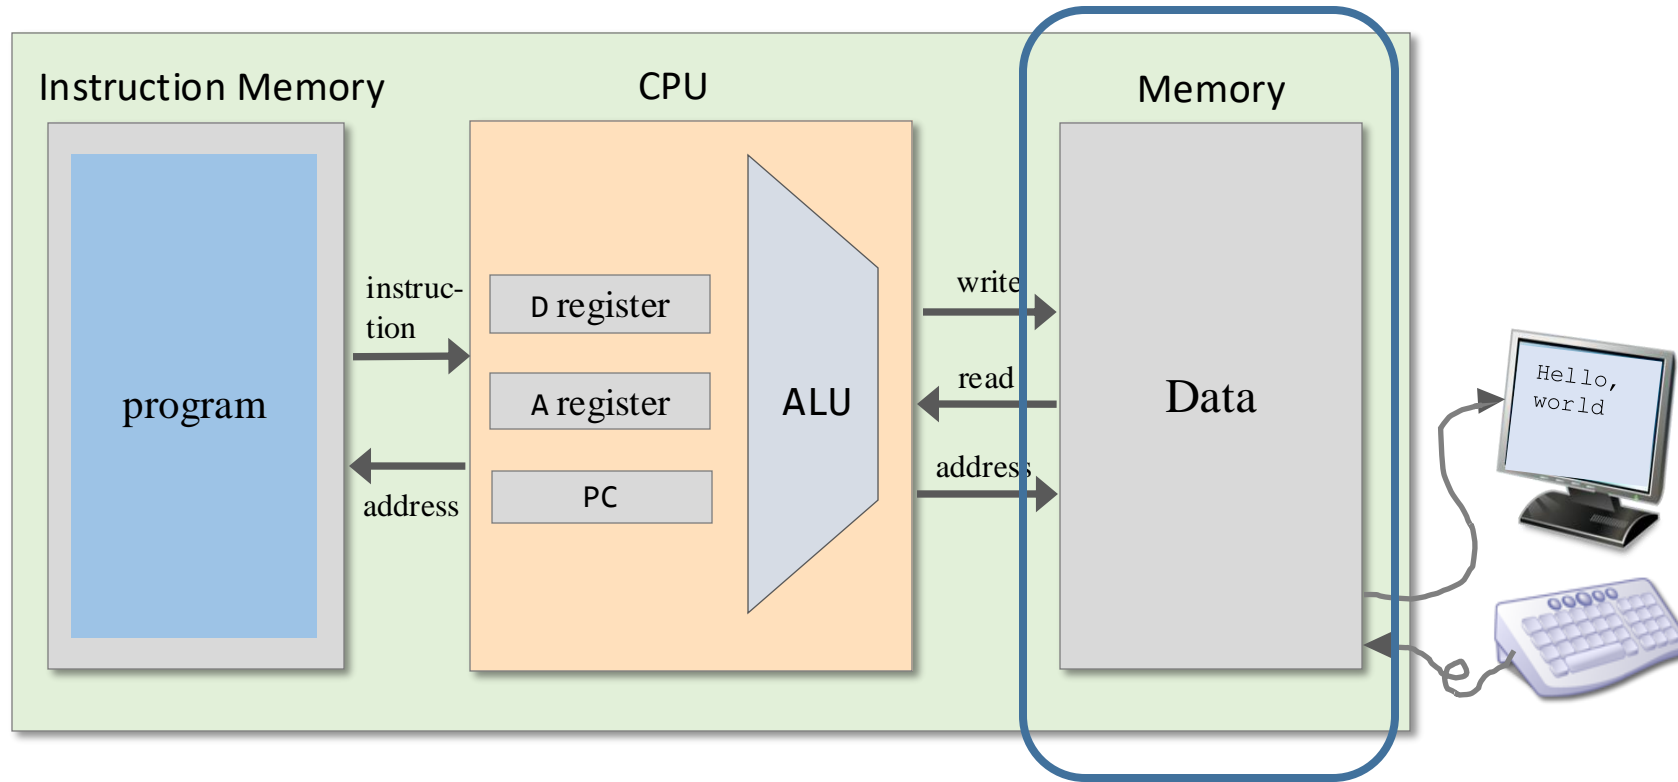 Instruction Memory
CPU
Memory
program
instruc-
tion
address
D register
A register
PC
ALU
write
read
address
Data
Hello,
world